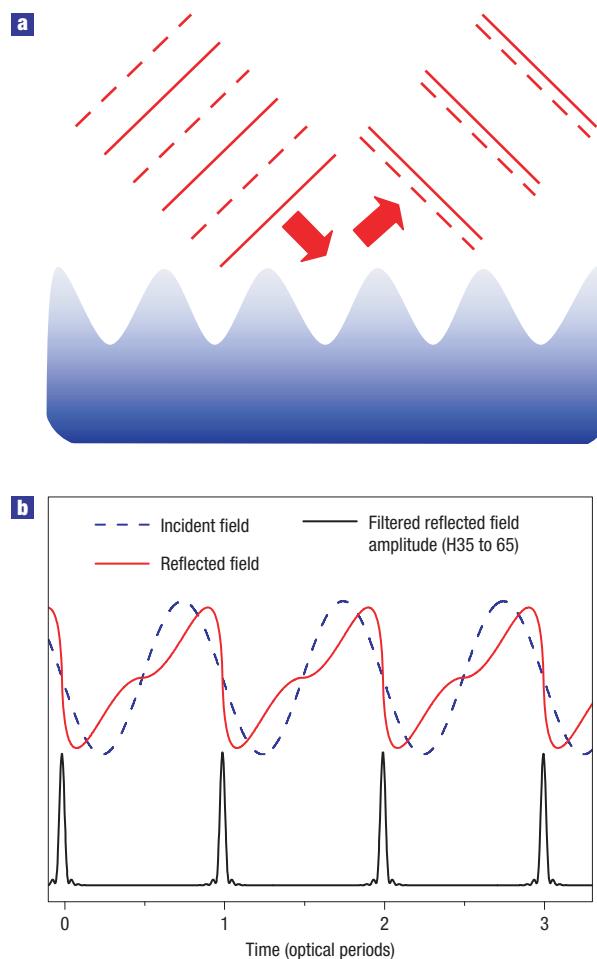 a
b
Incident field
Reflected field
Filtered reflected field
amplitude (H35 to 65)
0 1 2 3
Time (optical periods)